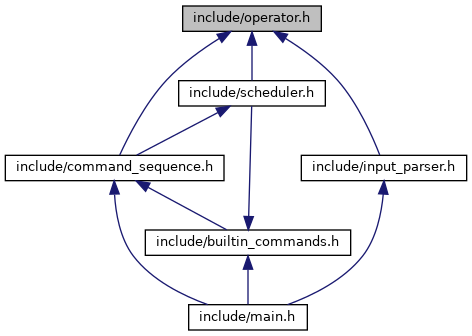 include/operator.h
include/scheduler.h
include/command_sequence.h
include/input_parser.h
include/builtin_commands.h
include/main.h